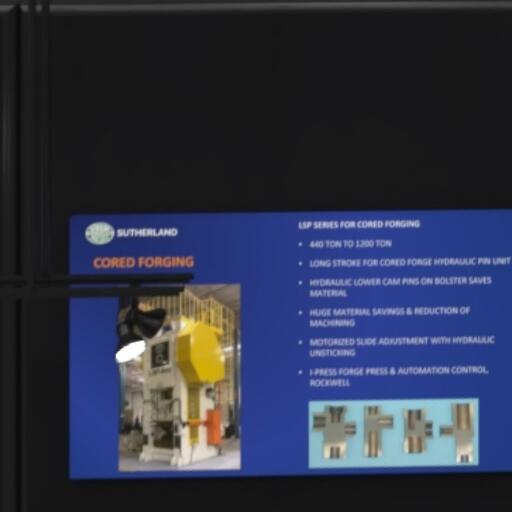 SUTHERLAND
CORED FORGING
LSP SERIES FOR CORED FORGING
• 440 TON TO 1200 TON
• LONG STROKE FOR CORED FORGE HYDRAULIC PIN UNIT
• HYDRAULIC LOWER CAM PINS ON BOLSTER SAVES
MATERIAL
• HUGE MATERIAL SAVINGS & REDUCTION OF
MACHINING
• MOTORIZED SLIDE ADJUSTMENT WITH HYDRAULIC
UNSTICKING
• I-PRESS FORGE PRESS & AUTOMATION CONTROL,
ROCKWELL